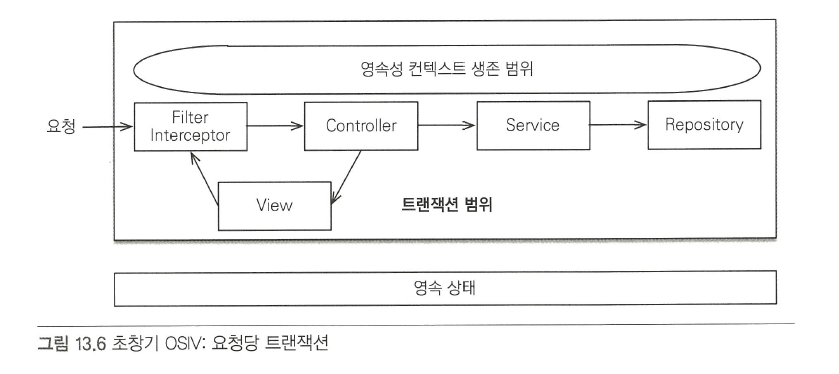 영속성 컨텍스트 생존 범위
요청
Filter
Interceptor
Controller
Service
Repository
View
트랜잭션 범위
영속 상태
그림 13.6 초창기 OSIV: 요청당 트랜잭션